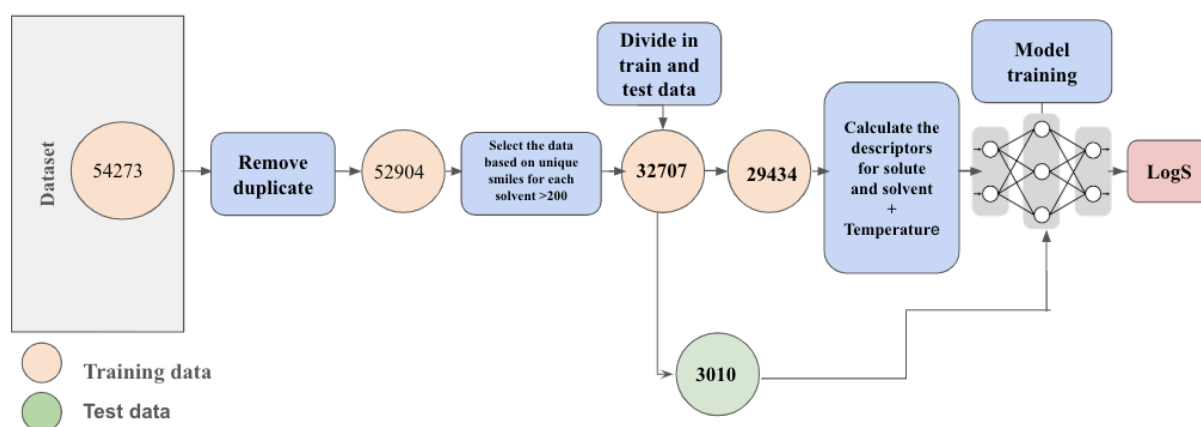 Dataset
54273
Remove
duplicate
52904
Select the data
based on unique
smiles for each
solvent >200
Divide in
train and
test data
32707
29434
Calculate the
descriptors
for solute
and solvent
+
Temperature
Model
training
LogS
3010
Training data
Test data